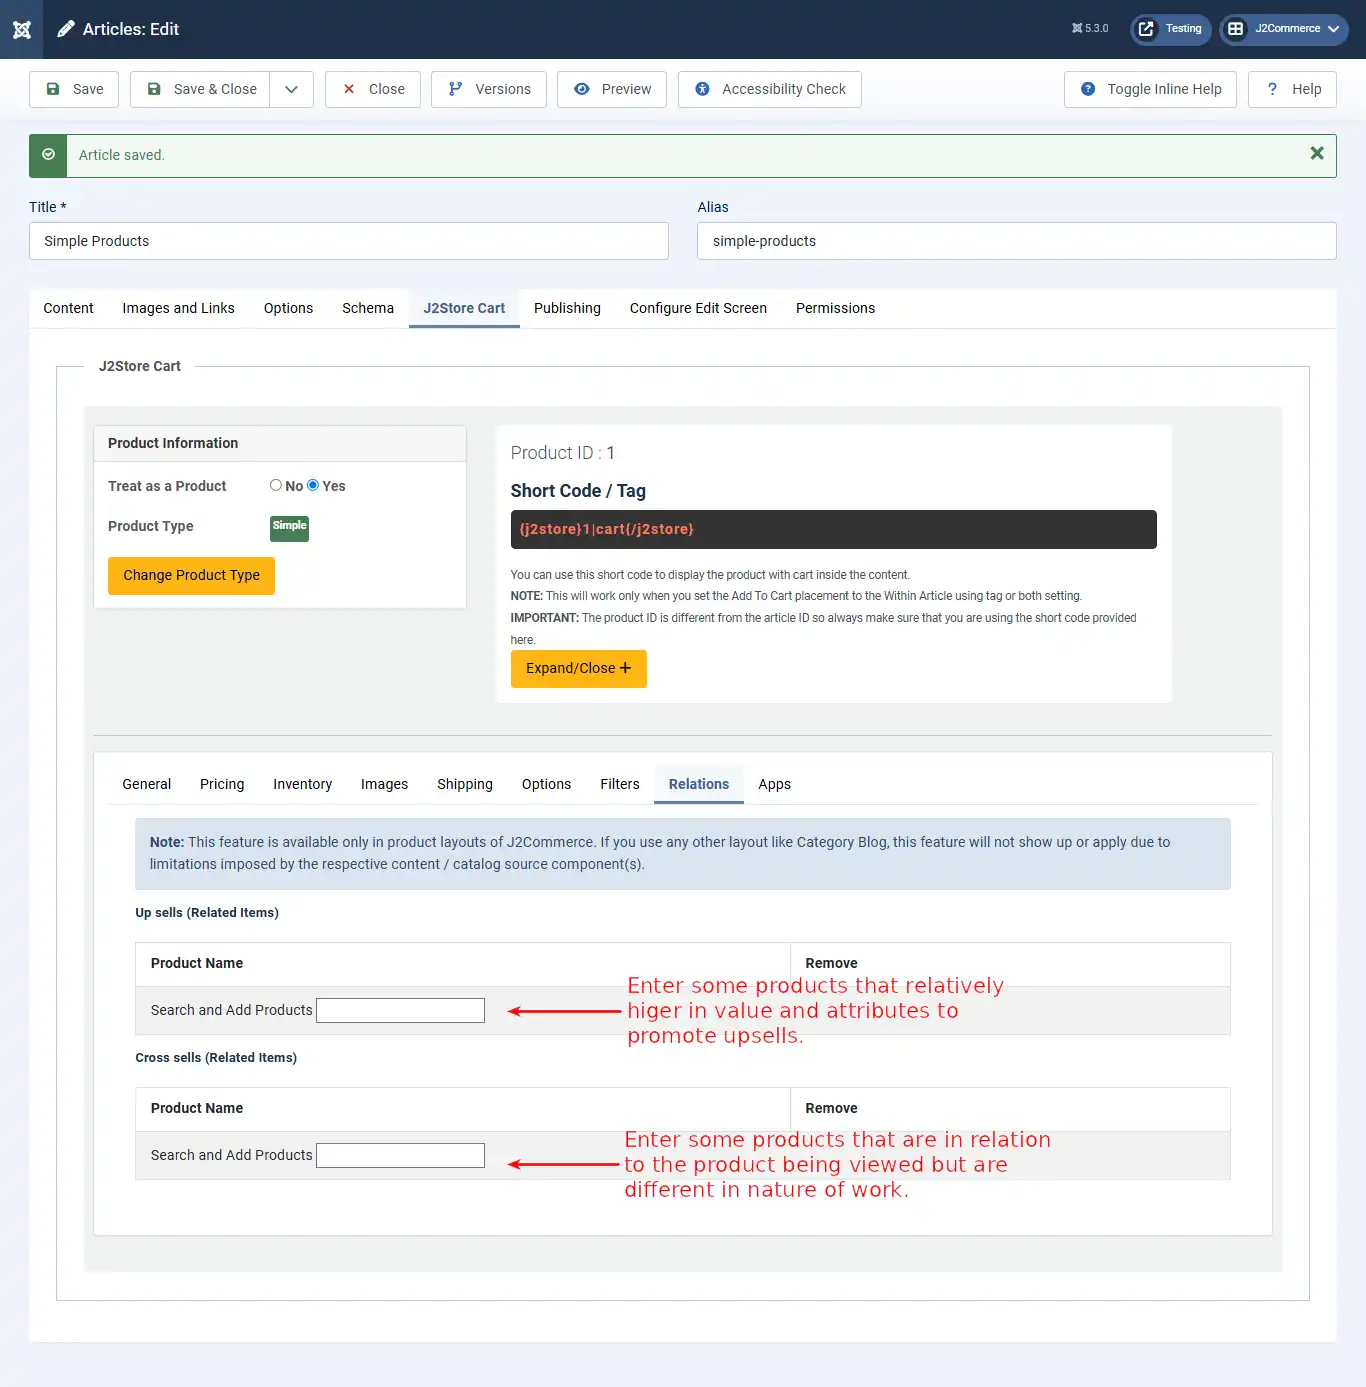 Articles: Edit
5.3.0
Testing
J2Commerce
Save
Save & Close
Close
Versions
Preview
Accessibility Check
Toggle Inline Help
? Help
Article saved.
Title *
Alias
Simple Products
simple-products
Content
Images and Links
Options
Schema
J2Store Cart
Publishing
Configure Edit Screen
Permissions
J2Store Cart
Product Information
Treat as a Product
No
Yes
Product Type
Simple
Change Product Type
Product ID : 1
Short Code / Tag
{j2store}1|cart{/j2store}
You can use this short code to display the product with cart inside the content.
NOTE: This will work only when you set the Add To Cart placement to the Within Article using tag or both setting.
IMPORTANT: The product ID is different from the article ID so always make sure that you are using the short code provided
here.
Expand/Close +
General
Pricing
Inventory
Images
Shipping
Options
Filters
Relations
Apps
Note: This feature is available only in product layouts of J2Commerce. If you use any other layout like Category Blog, this feature will not show up or apply due to
limitations imposed by the respective content / catalog source component(s).
Up sells (Related Items)
Product Name
Remove
Search and Add Products
Enter some products that relatively
higer in value and attributes to
promote upsells.
Cross sells (Related Items)
Product Name
Remove
Search and Add Products
Enter some products that are in relation
to the product being viewed but are
different in nature of work.